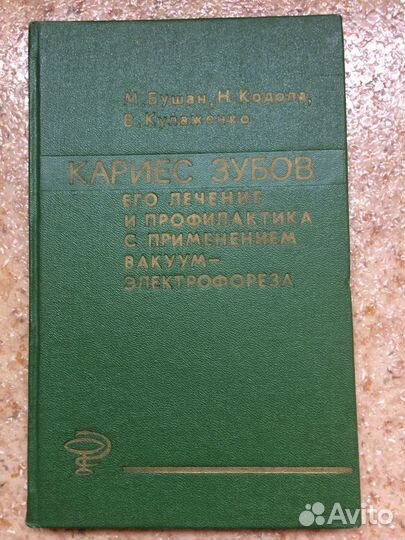 М. Бушан, Н. Кодола,
В. Кулаженко
КАРИЕС ЗУБОВ
ЕГО ЛЕЧЕНИЕ
И ПРОФИЛАКТИКА
С ПРИМЕНЕНИЕМ
ВАКУУМ–
ЭЛЕКТРОФОРЕЗА
Avito